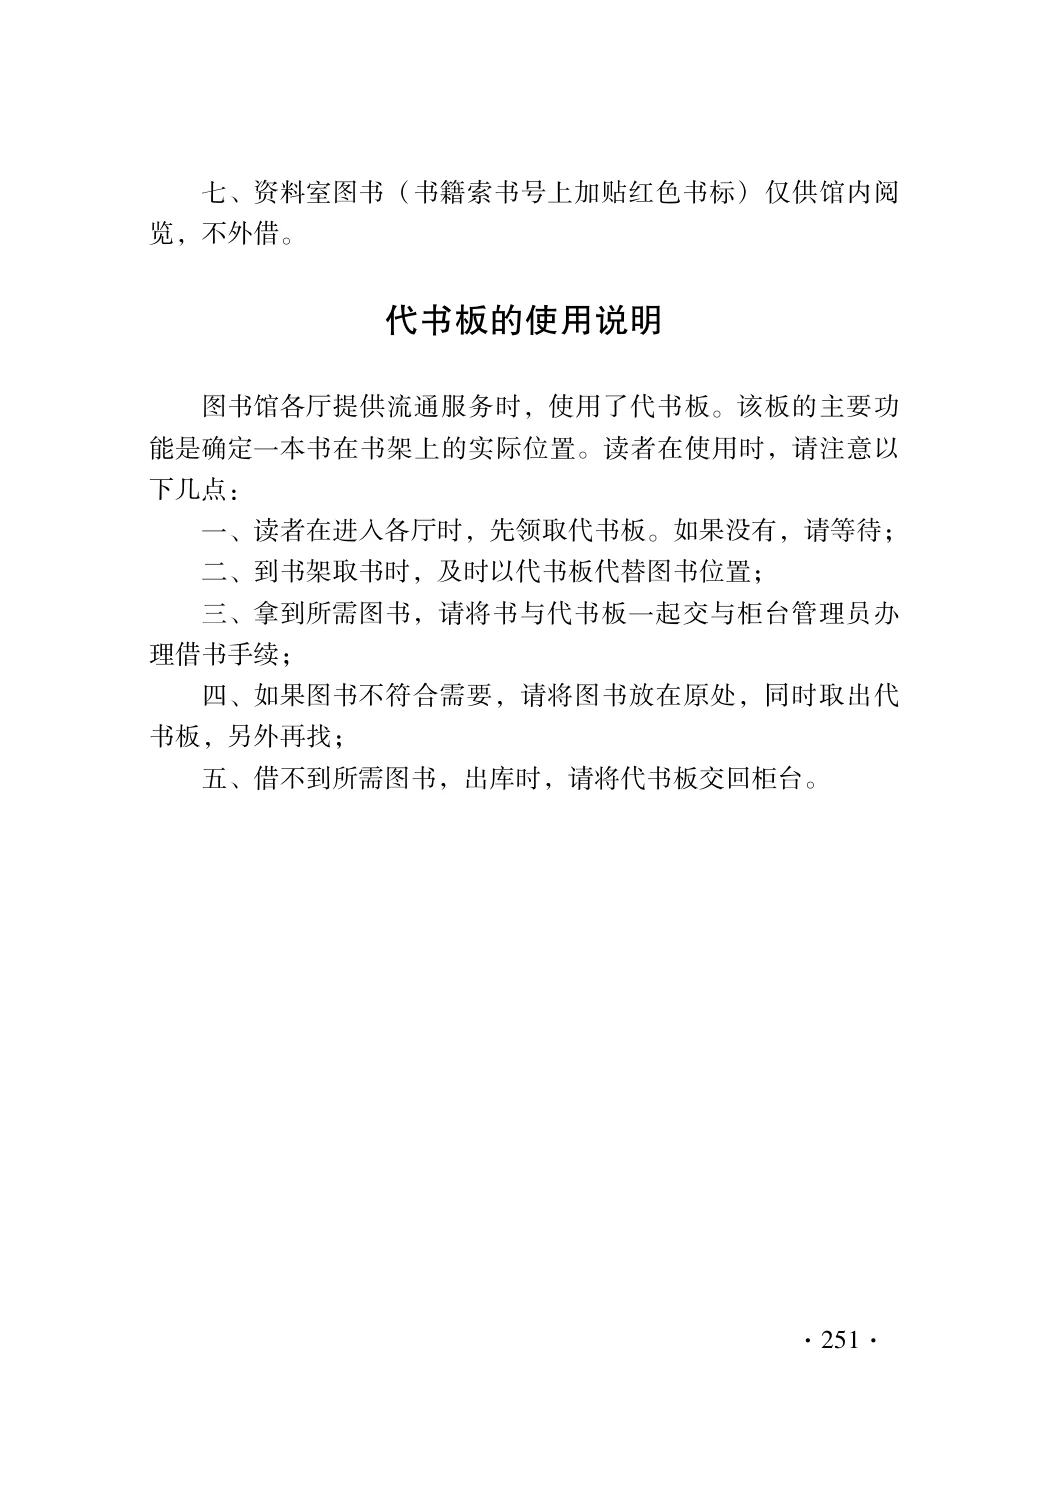 七、资料室图书（书籍索书号上加贴红色书标）仅供馆内阅
览，不外借。
代书板的使用说明
图书馆各厅提供流通服务时，使用了代书板。该板的主要功
能是确定一本书在书架上的实际位置。读者在使用时，请注意以
下几点：
一、读者在进入各厅时，先领取代书板。如果没有，请等待；
二、到书架取书时，及时以代书板代替图书位置；
三、拿到所需图书，请将书与代书板一起交与柜台管理员办
理借书手续；
四、如果图书不符合需要，请将图书放在原处，同时取出代
书板，另外再找；
五、借不到所需图书，出库时，请将代书板交回柜台。
· 251 ·